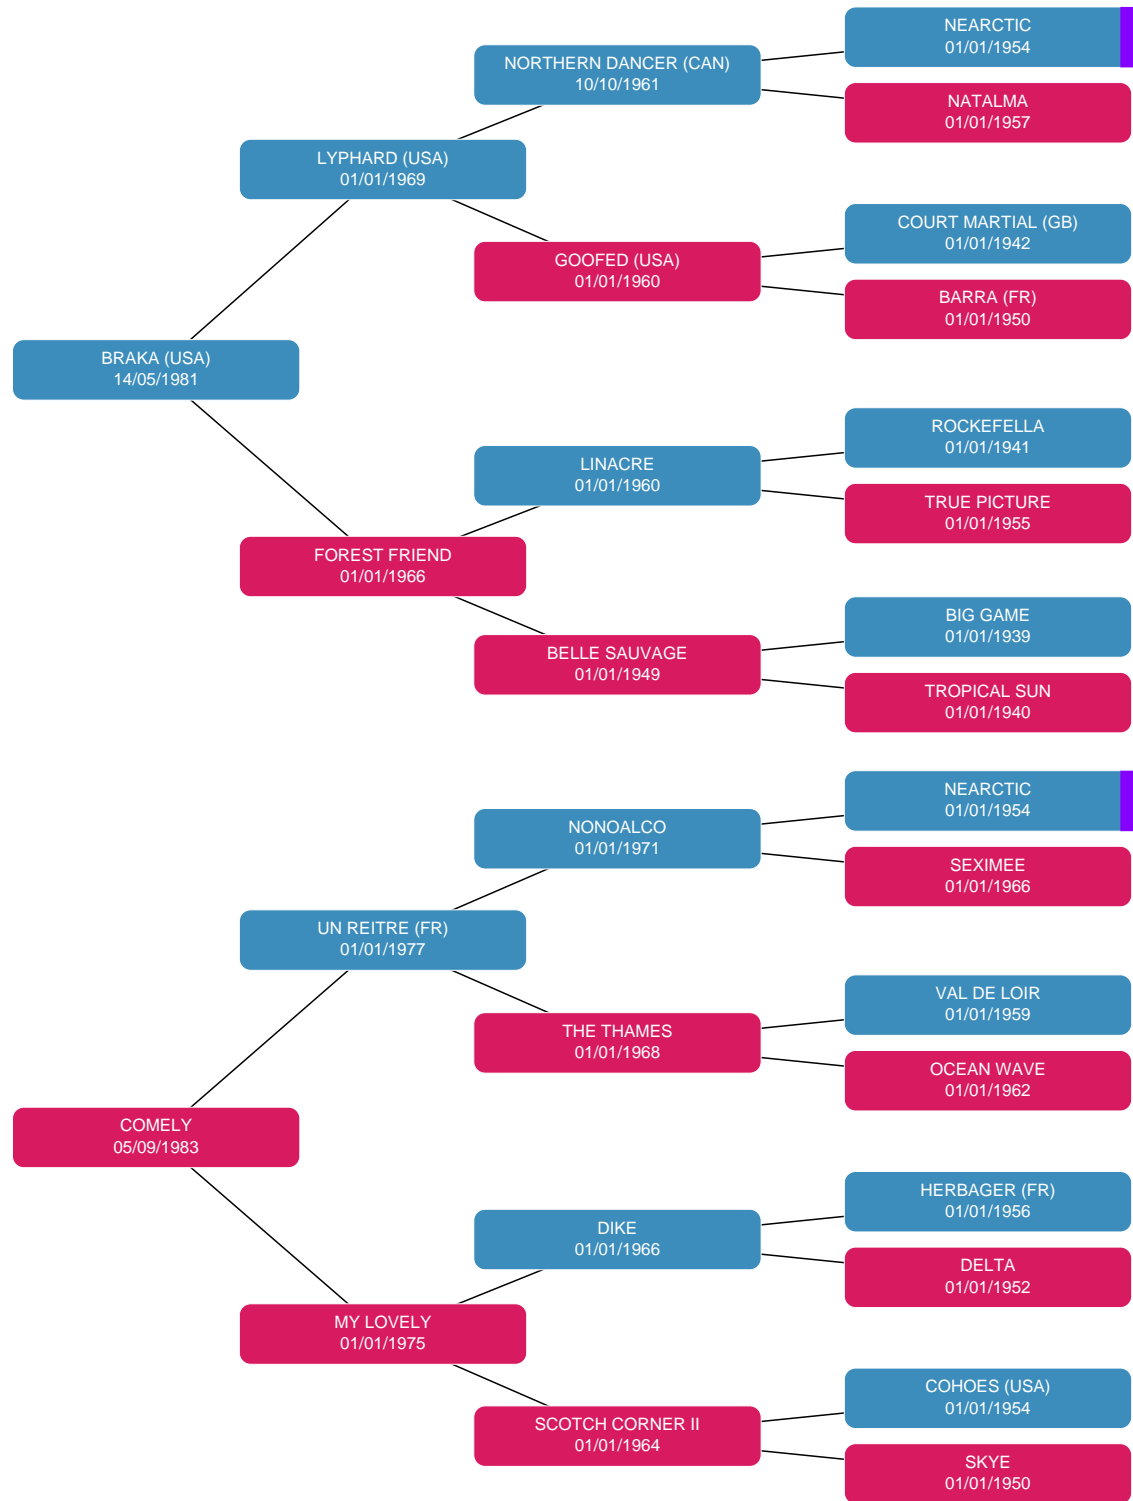 NEARCTIC
01/01/1954
NORTHERN DANCER (CAN)
10/10/1961
NATALMA
01/01/1957
LYPHARD (USA)
01/01/1969
COURT MARTIAL (GB)
01/01/1942
GOOFED (USA)
01/01/1960
BARRA (FR)
01/01/1950
BRAKA (USA)
14/05/1981
ROCKEFELLA
01/01/1941
LINACRE
01/01/1960
TRUE PICTURE
01/01/1955
FOREST FRIEND
01/01/1966
BIG GAME
01/01/1939
BELLE SAUVAGE
01/01/1949
TROPICAL SUN
01/01/1940
NEARCTIC
01/01/1954
NONOALCO
01/01/1971
SEXIMEE
01/01/1966
UN REITRE (FR)
01/01/1977
VAL DE LOIR
01/01/1959
THE THAMES
01/01/1968
OCEAN WAVE
01/01/1962
COMELY
05/09/1983
HERBAGER (FR)
01/01/1956
DIKE
01/01/1966
DELTA
01/01/1952
MY LOVELY
01/01/1975
COHOES (USA)
01/01/1954
SCOTCH CORNER II
01/01/1964
SKYE
01/01/1950